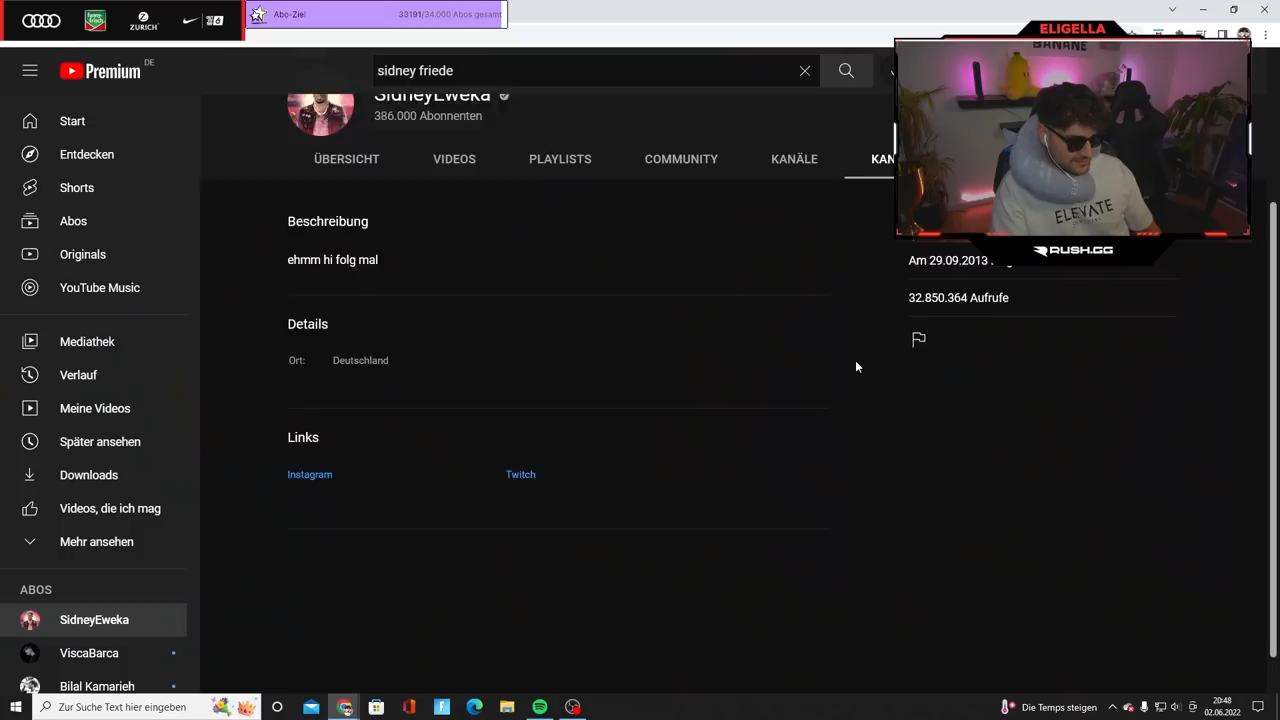 Audi
Funny-frisch
ZURICH
Abo-Ziel
33191/34.000 Abos gesamt
ELIGELLA
BANANE
ELEVATE
RUSH.GG
Premium
DE
sidney friede
SidneyEweka
386.000 Abonnenten
ÜBERSICHT
VIDEOS
PLAYLISTS
COMMUNITY
KANÄLE
KAN
Start
Entdecken
Shorts
Abos
Originals
YouTube Music
Mediathek
Verlauf
Meine Videos
Später ansehen
Downloads
Videos, die ich mag
Mehr ansehen
ABOS
SidneyEweka
ViscaBarca
Bilal Kamarieh
Beschreibung
ehmm hi folg mal
Details
Ort:
Deutschland
Links
Instagram
Twitch
Am 29.09.2013
32.850.364 Aufrufe
Zur Suche Text hier eingeben
Die Temps steigen
20:48
02.06.2022